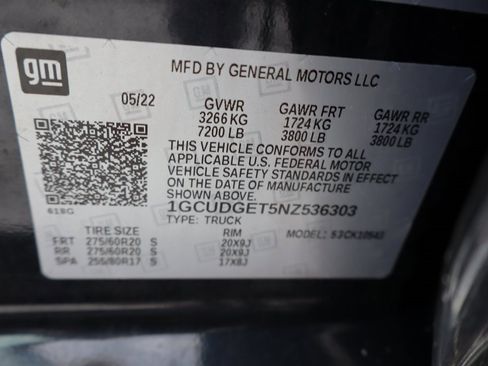 gm
MFD BY GENERAL MOTORS LLC
05/22 GVWR GAWR FRT GAWR RR
3266 KG 1724 KG 1724 KG
7200 LB 3800 LB 3800 LB
THIS VEHICLE CONFORMS TO ALL
APPLICABLE U.S. FEDERAL MOTOR
VEHICLE SAFETY STANDARDS IN
EFFECT ON THE DATE OF MANUFACTURE
SHOWN ABOVE.
1GCUDGET5NZ536303
TYPE: TRUCK
TIRE SIZE RIM
FRT 275/60R20 S 20X9J
RR 275/60R20 S 20X9J
SPA 255/80R17 S 17X8J